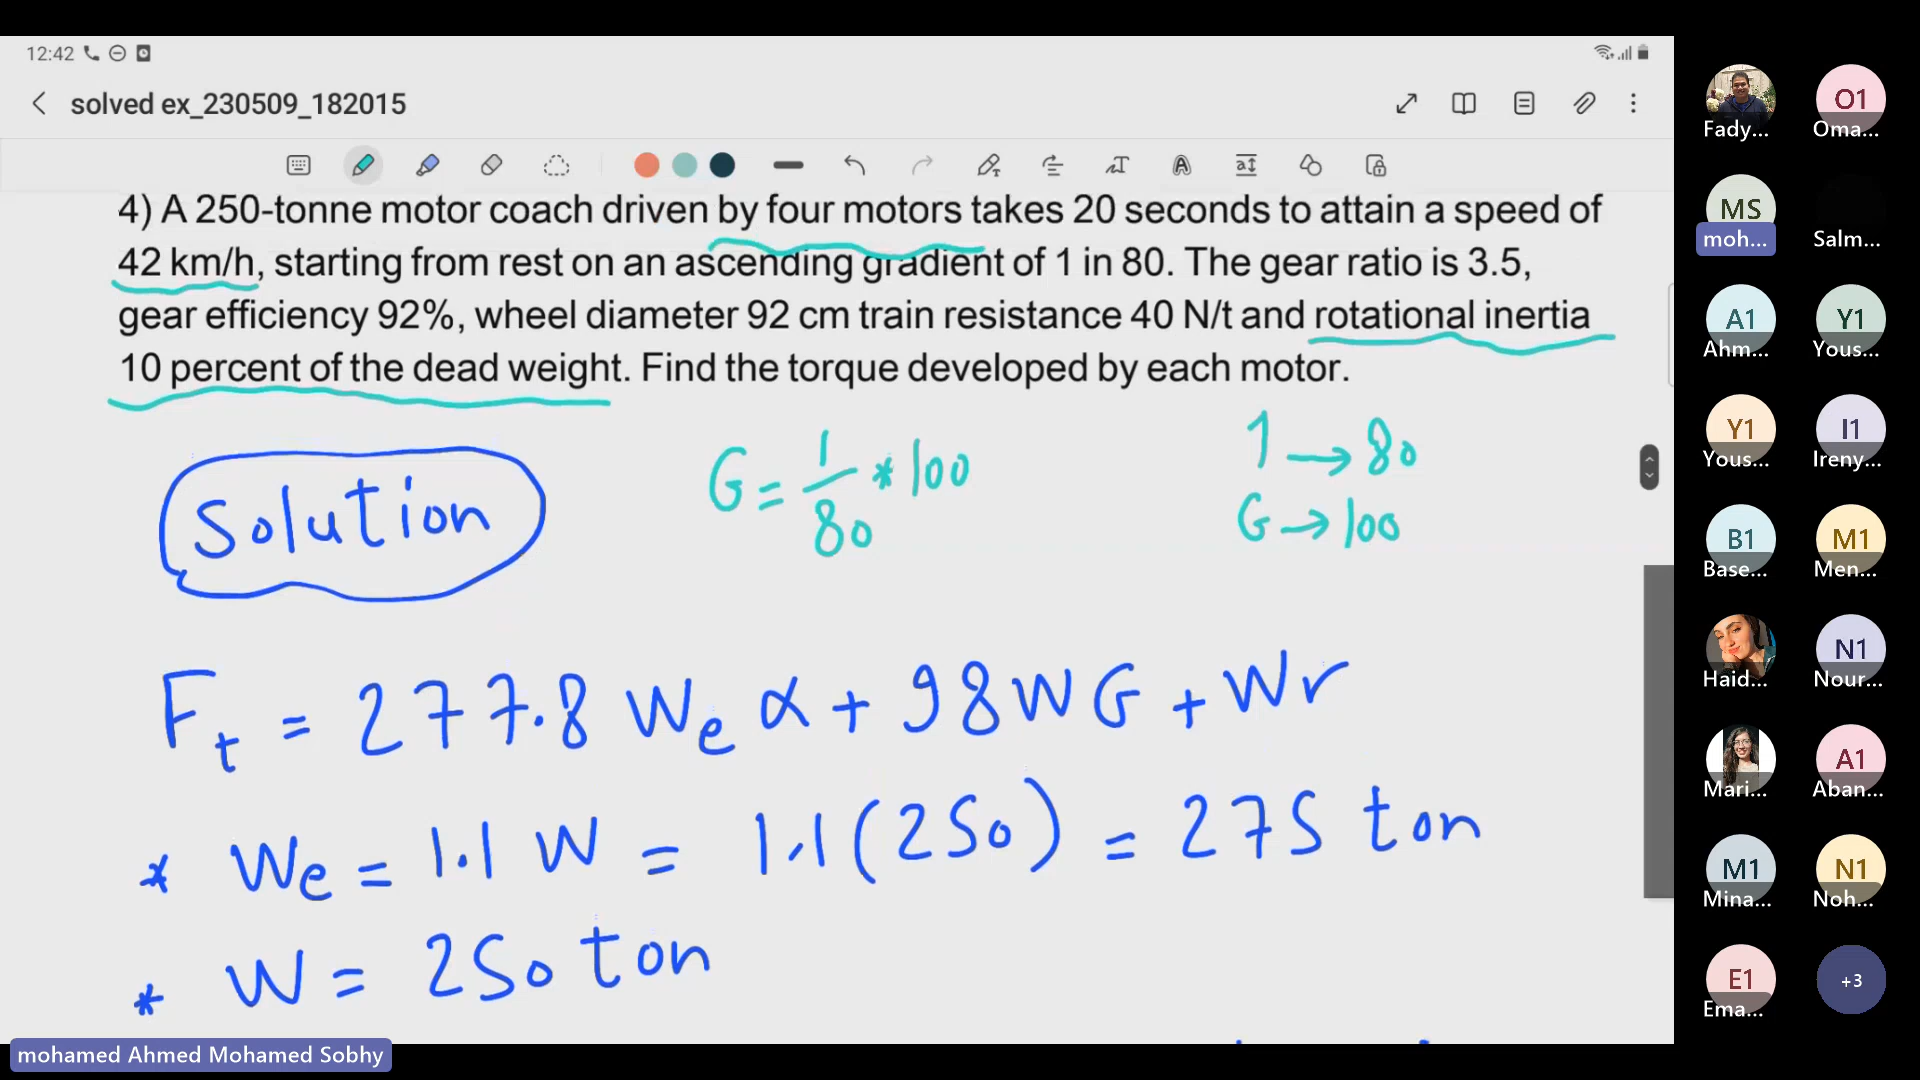 12:42
solved ex_230509_182015
4) A 250-tonne motor coach driven by four motors takes 20 seconds to attain a speed of
42 km/h, starting from rest on an ascending gradient of 1 in 80. The gear ratio is 3.5,
gear efficiency 92%, wheel diameter 92 cm train resistance 40 N/t and rotational inertia
10 percent of the dead weight. Find the torque developed by each motor.
G = 1/80 * 100
1 → 80
G → 100
Solution
Ft = 277.8 We α + 98 W G + Wr
* We = 1.1 W = 1.1 (250) = 275 ton
* W = 250 ton
mohamed Ahmed Mohamed Sobhy
Fady...
O1
Oma...
MS
moh...
Salm...
A1
Ahm...
Y1
Yous...
Y1
Yous...
I1
Ireny...
B1
Base...
M1
Men...
Haid...
N1
Nour...
Mari...
A1
Aban...
M1
Mina...
N1
Noh...
E1
Ema...
+3